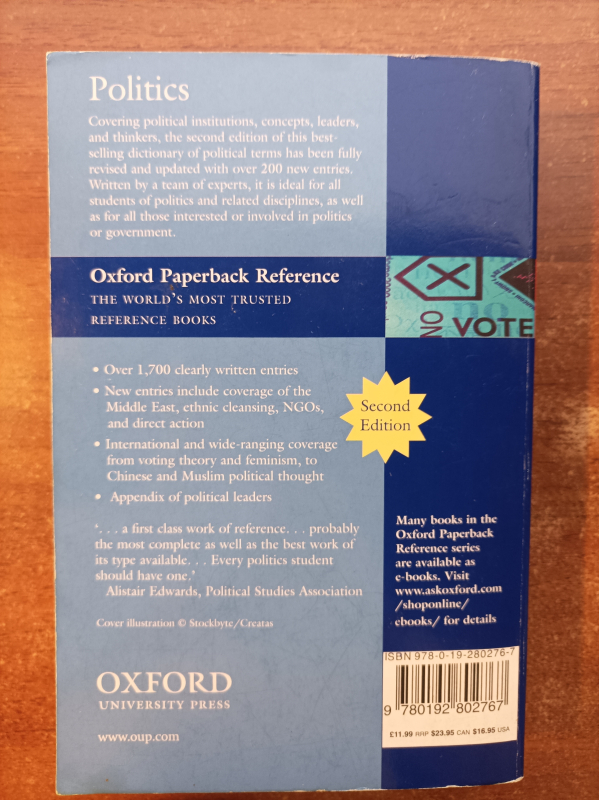 Politics
Covering political institutions, concepts, leaders,
and thinkers, the second edition of this best-
selling dictionary of political terms has been fully
revised and updated with over 200 new entries.
Written by a team of experts, it is ideal for all
students of politics and related disciplines, as well
as for all those interested or involved in politics
or government.
Oxford Paperback Reference
THE WORLD'S MOST TRUSTED
REFERENCE BOOKS
NO
VOTE
• Over 1,700 clearly written entries
• New entries include coverage of the
Middle East, ethnic cleansing, NGOs,
and direct action
• International and wide-ranging coverage
from voting theory and feminism, to
Chinese and Muslim political thought
• Appendix of political leaders
Second
Edition
'. . . a first class work of reference. . . probably
the most complete as well as the best work of
its type available. . . Every politics student
should have one.'
Alistair Edwards, Political Studies Association
Cover illustration © Stockbyte/Creatas
Many books in the
Oxford Paperback
Reference series
are available as
e-books. Visit
www.askoxford.com
/shoponline/
ebooks/ for details
OXFORD
UNIVERSITY PRESS
www.oup.com
ISBN 978-0-19-280276-7
9 780192 802767
£11.99 RRP $23.95 CAN $16.95 USA